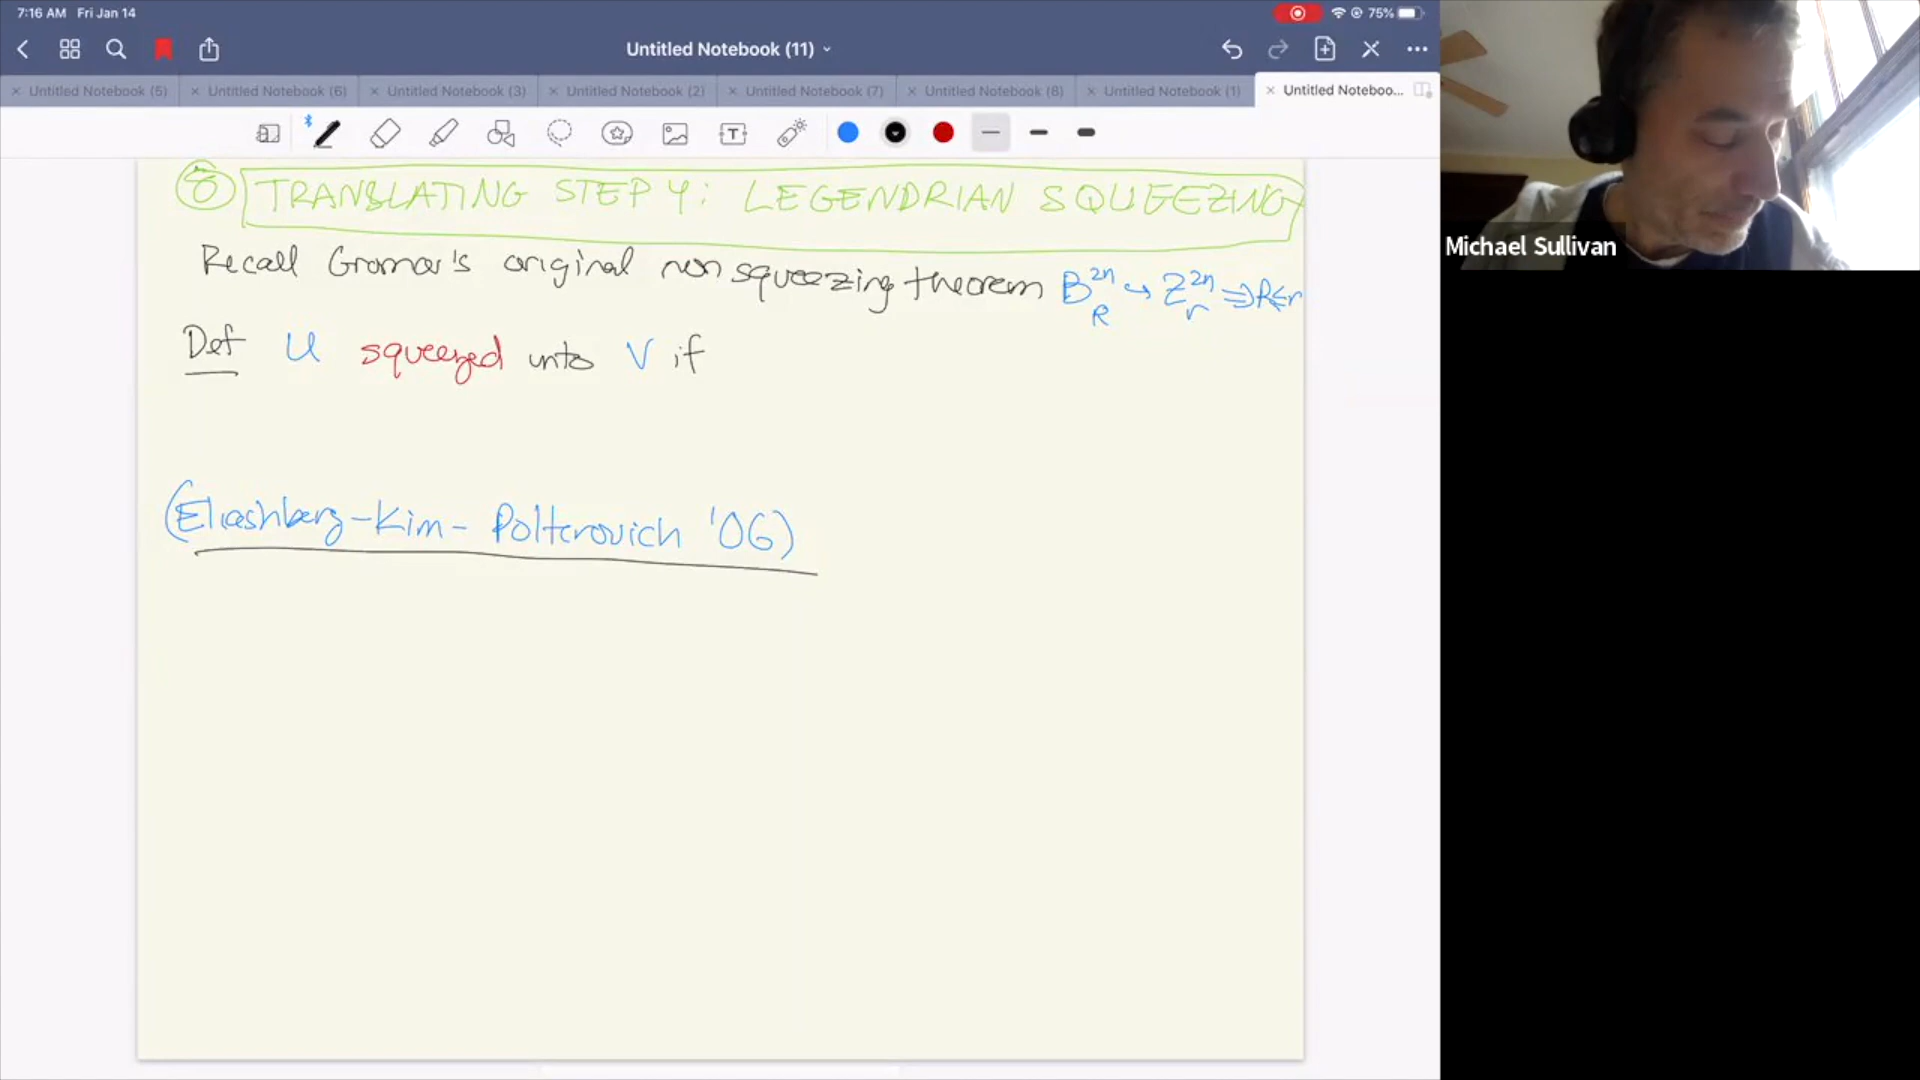 7:16 AM Fri Jan 14
75%
Untitled Notebook (11)
Untitled Notebook (5)
Untitled Notebook (6)
Untitled Notebook (3)
Untitled Notebook (2)
Untitled Notebook (7)
Untitled Notebook (8)
Untitled Notebook (1)
Untitled Noteboo...
T
⑧ TRANSLATING STEP 4: LEGENDRIAN SQUEEZING
Recall Gromov's original non squeezing theorem B^{2n}_R ↪ Z^{2n}_r ⇒ R≤r
Def U squeezed into V if
(Eliashberg-Kim-Polterovich '06)
Michael Sullivan